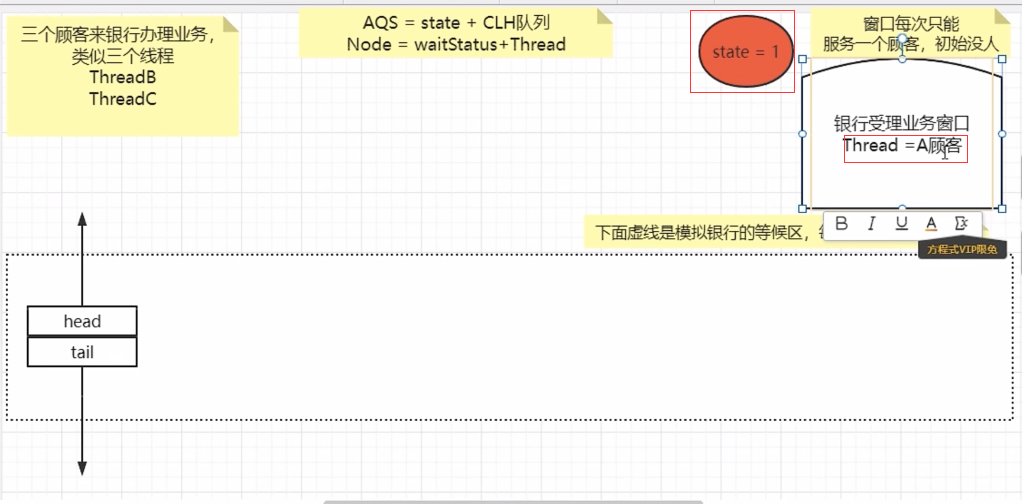 三个顾客来银行办理业务,
类似三个线程
ThreadB
ThreadC
AQS = state + CLH队列
Node = waitStatus+Thread
state = 1
窗口每次只能
服务一个顾客，初始没人
银行受理业务窗口
Thread =A顾客
B I U A
下面虚线是模拟银行的等候区，
方程式VIP限免
head
tail